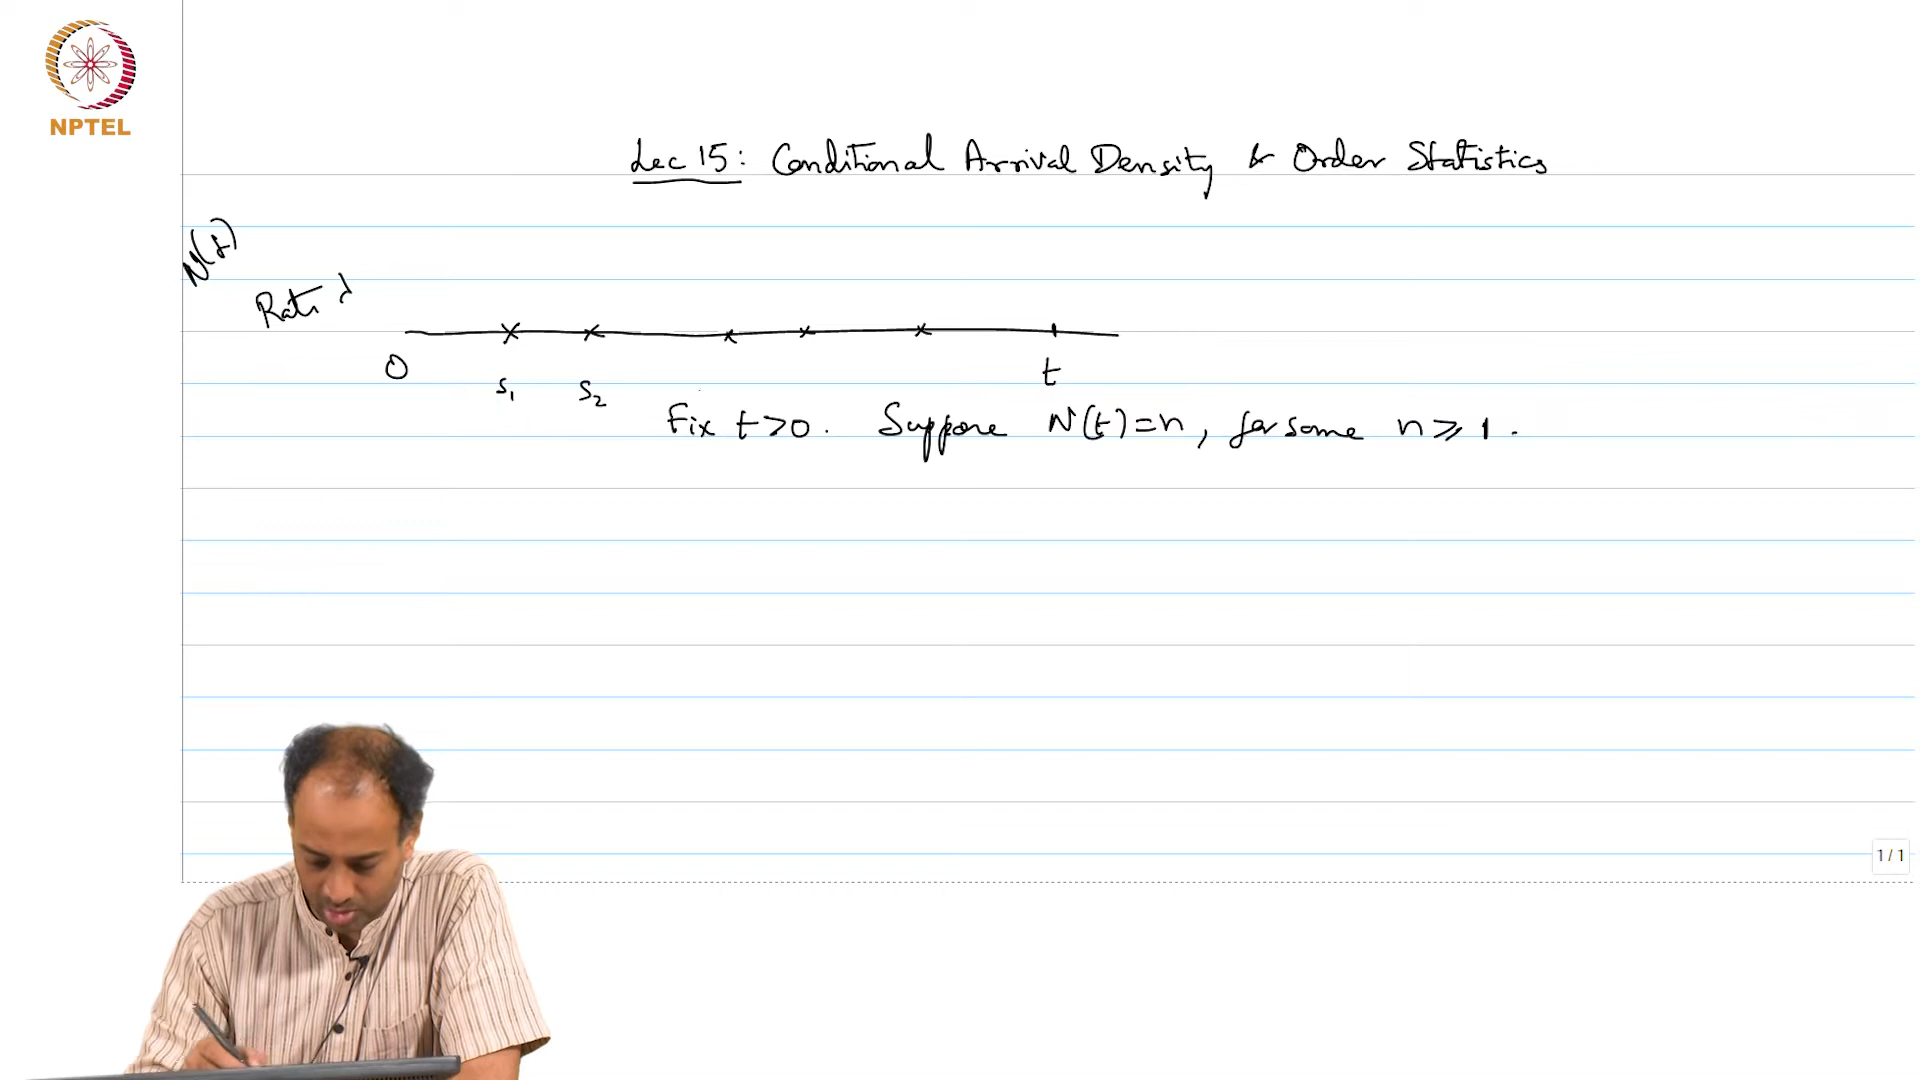 NPTEL
Lec 15: Conditional Arrival Density & Order Statistics
N(t)
Rate λ
0 t
S₁ S₂
Fix t>0. Suppose N(t)=n, for some n ≥ 1.
1 / 1